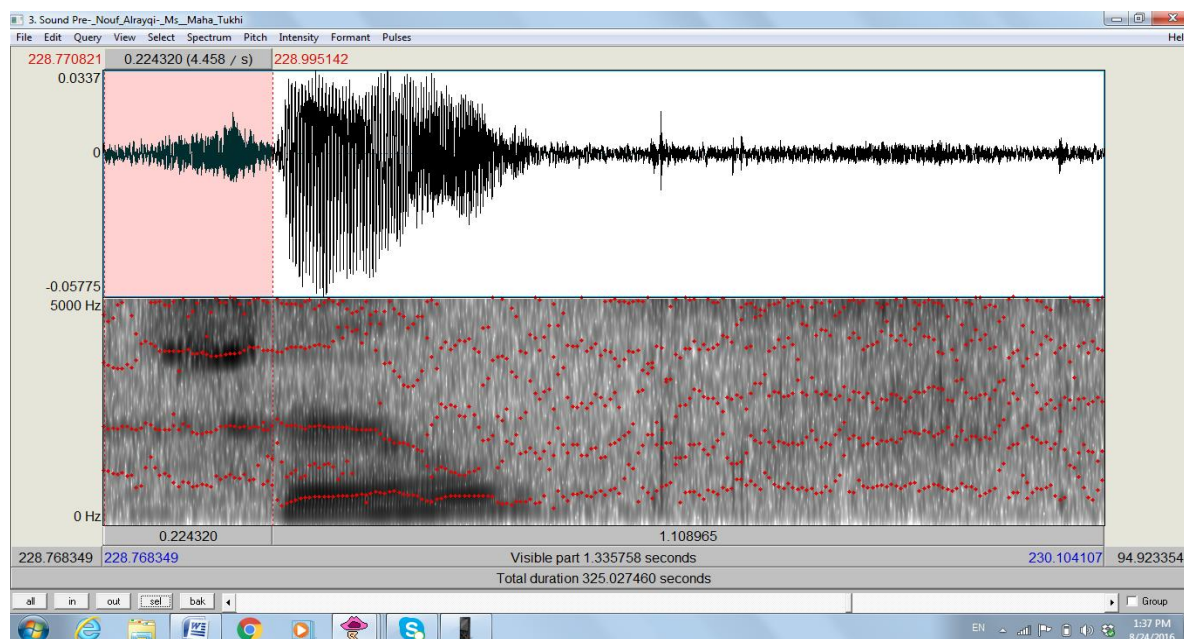 3. Sound Pre-_Nouf_Alrayqi-_Ms__Maha_Tukhi
File Edit Query View Select Spectrum Pitch Intensity Formant Pulses Hel
228.770821 0.224320 (4.458 / s) 228.995142
0.0337
0
-0.05775
5000 Hz
0 Hz
0.224320 1.108965
228.768349 228.768349 Visible part 1.335758 seconds 230.104107 94.923354
Total duration 325.027460 seconds
all in out sel bak Group
EN 1:37 PM
8/24/2016